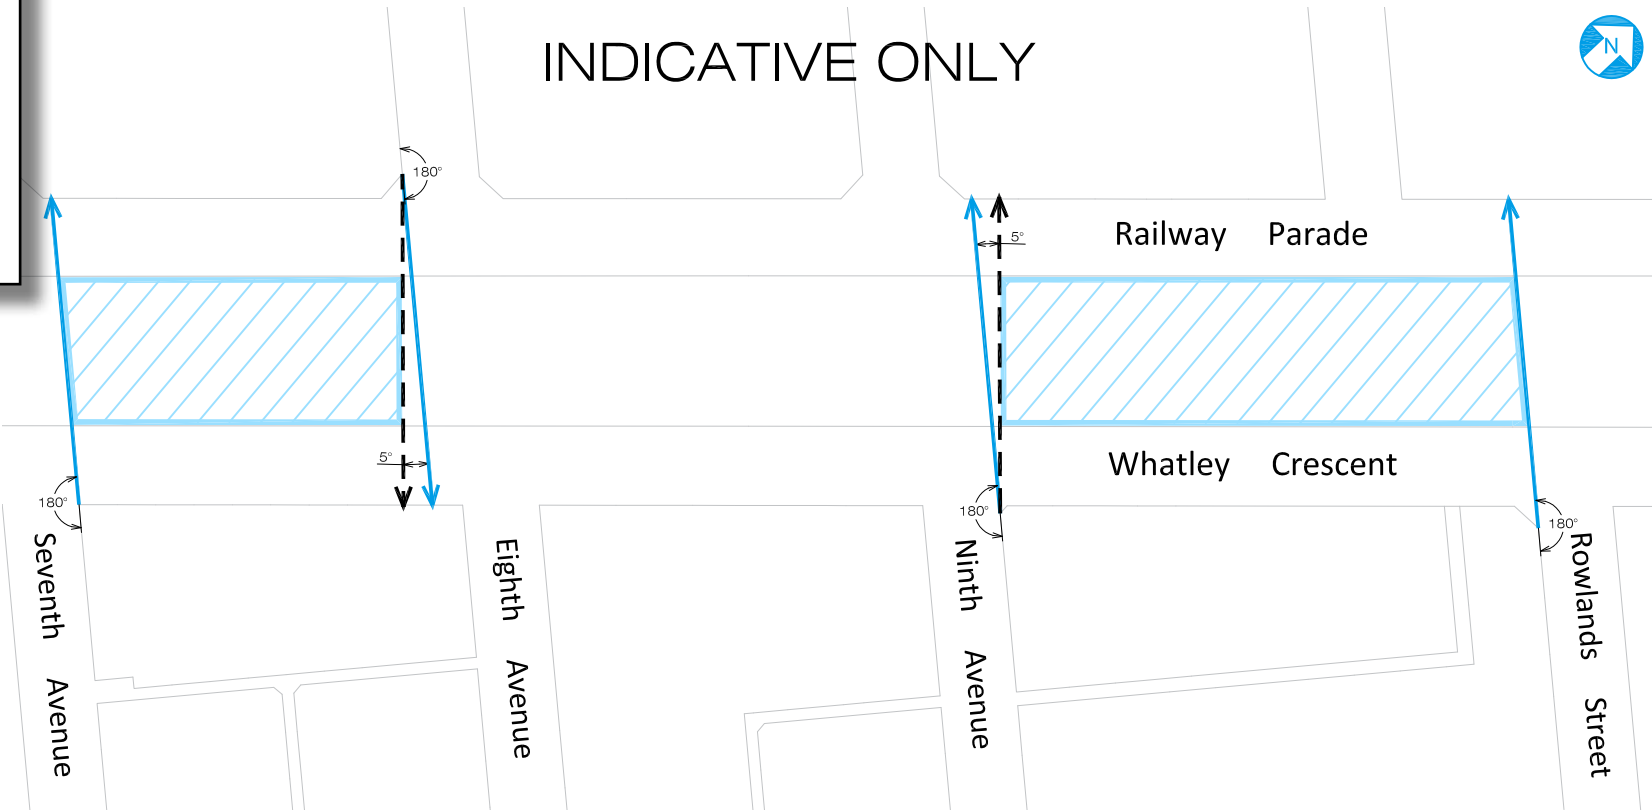 INDICATIVE ONLY
N
180°
5°
Railway Parade
5°
Whatley Crescent
180°
180°
180°
Seventh Avenue
Eighth Avenue
Ninth Avenue
Rowlands Street